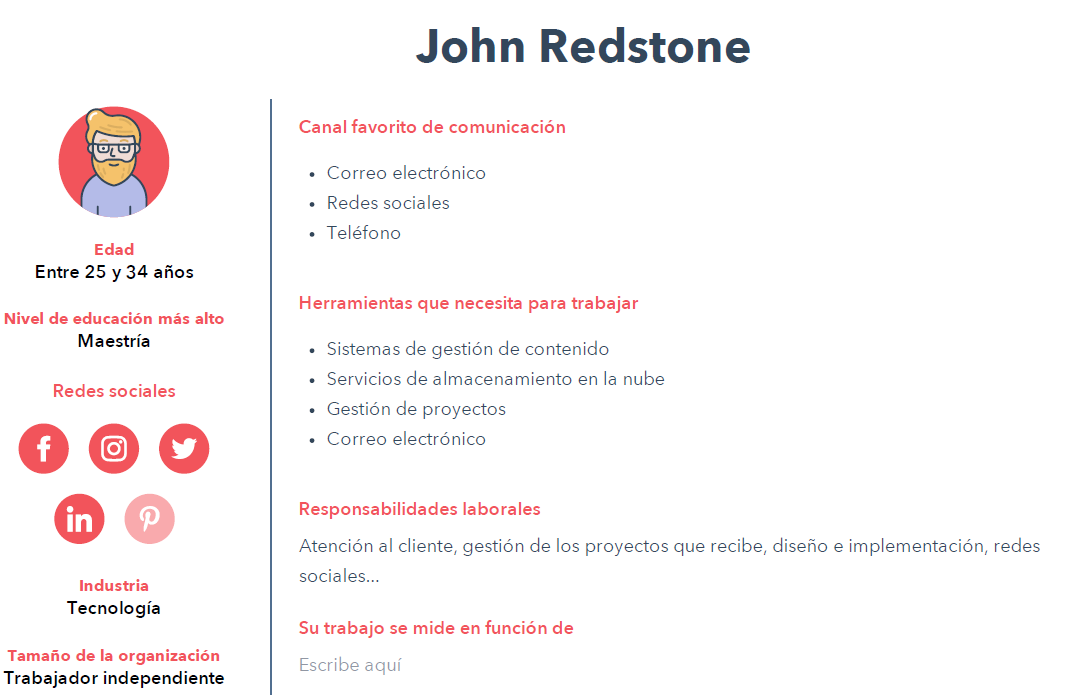 John Redstone
Edad
Entre 25 y 34 años
Nivel de educación más alto
Maestría
Redes sociales
in
Industria
Tecnología
Tamaño de la organización
Trabajador independiente
Canal favorito de comunicación
• Correo electrónico
• Redes sociales
• Teléfono
Herramientas que necesita para trabajar
• Sistemas de gestión de contenido
• Servicios de almacenamiento en la nube
• Gestión de proyectos
• Correo electrónico
Responsabilidades laborales
Atención al cliente, gestión de los proyectos que recibe, diseño e implementación, redes
sociales...
Su trabajo se mide en función de
Escribe aquí